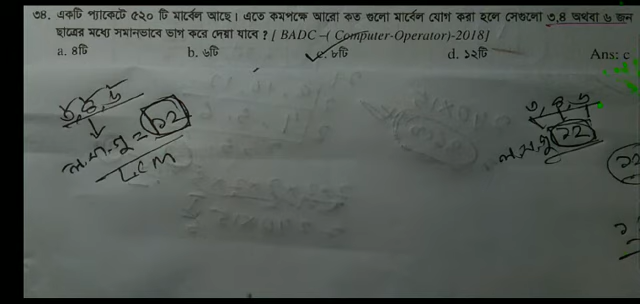 ৩৪. একটি প্যাকেটে ৫২০ টি মার্বেল আছে। এতে কমপক্ষে আরো কত গুলো মার্বেল যোগ করা হলে সেগুলো ৩,৪ অথবা ৬ জন
ছাত্রের মধ্যে সমানভাবে ভাগ করে দেয়া যাবে ? [ BADC –( Computer-Operator)-2018]
a. ৪টি b. ৬টি c. ৮টি d. ১২টি Ans: c
৩, ৪, ৬ ৩, ৪, ৬
ল.সা.গু = ১২ ল.সা.গু ১২
LCM